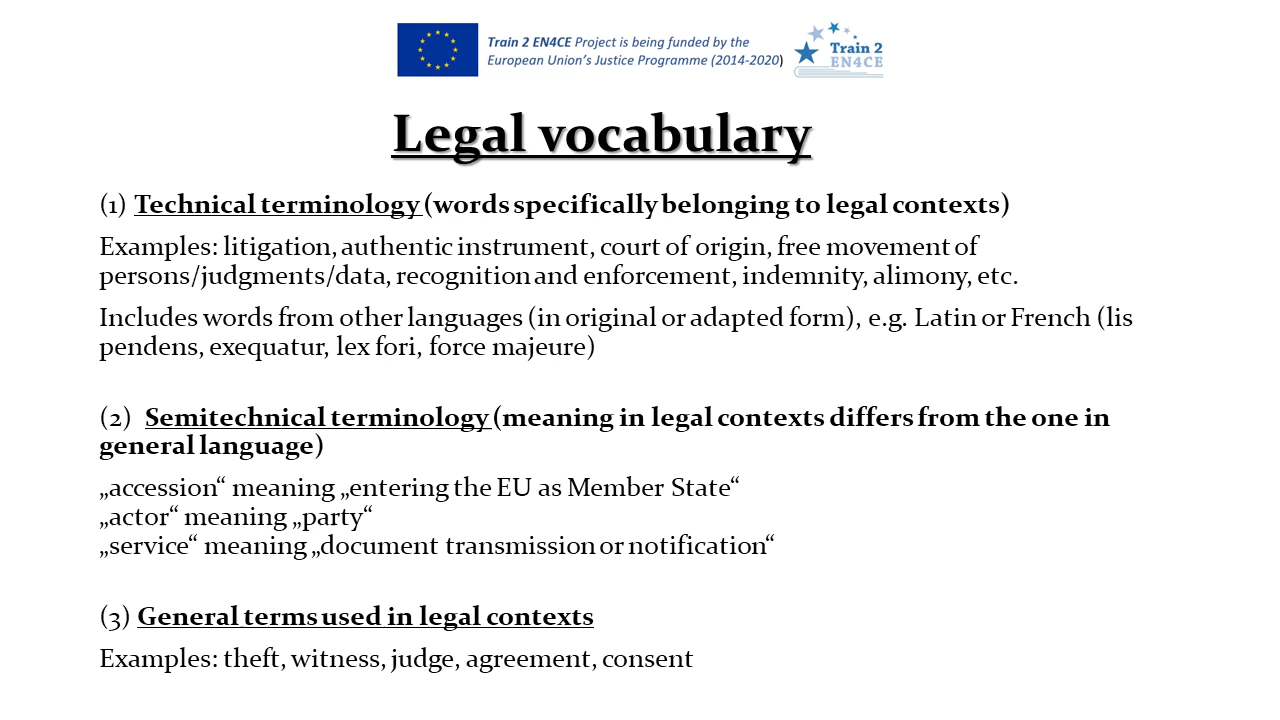 Train 2 EN4CE Project is being funded by the
European Union's Justice Programme (2014-2020)
Train 2
EN4CE
Legal vocabulary
(1) Technical terminology (words specifically belonging to legal contexts)
Examples: litigation, authentic instrument, court of origin, free movement of
persons/judgments/data, recognition and enforcement, indemnity, alimony, etc.
Includes words from other languages (in original or adapted form), e.g. Latin or French (lis
pendens, exequatur, lex fori, force majeure)
(2) Semitechnical terminology (meaning in legal contexts differs from the one in
general language)
„accession“ meaning „entering the EU as Member State“
„actor“ meaning „party“
„service“ meaning „document transmission or notification“
(3) General terms used in legal contexts
Examples: theft, witness, judge, agreement, consent